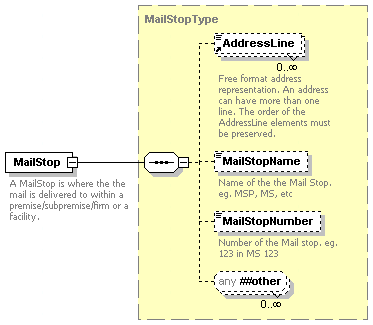 MailStopType
AddressLine
0..∞
Free format address
representation. An address
can have more than one
line. The order of the
AddressLine elements must
be preserved.
MailStop
A MailStop is where the the
mail is delivered to within a
premise/subpremise/firm or a
facility.
MailStopName
Name of the the Mail Stop.
eg. MSP, MS, etc
MailStopNumber
Number of the Mail stop. eg.
123 in MS 123
any ##other
0..∞